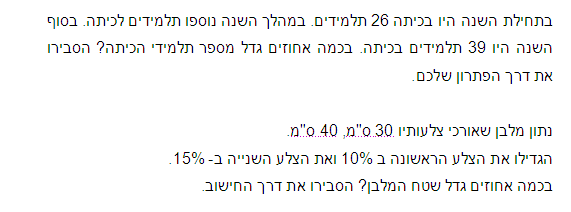 בתחילת השנה היו בכיתה 26 תלמידים. במהלך השנה נוספו תלמידים לכיתה. בסוף
השנה היו 39 תלמידים בכיתה. בכמה אחוזים גדל מספר תלמידי הכיתה? הסבירו
את דרך הפתרון שלכם.
נתון מלבן שאורכי צלעותיו 30 ס"מ, 40 ס"מ.
הגדילו את הצלע הראשונה ב 10% ואת הצלע השנייה ב- 15%.
בכמה אחוזים גדל שטח המלבן? הסבירו את דרך החישוב.